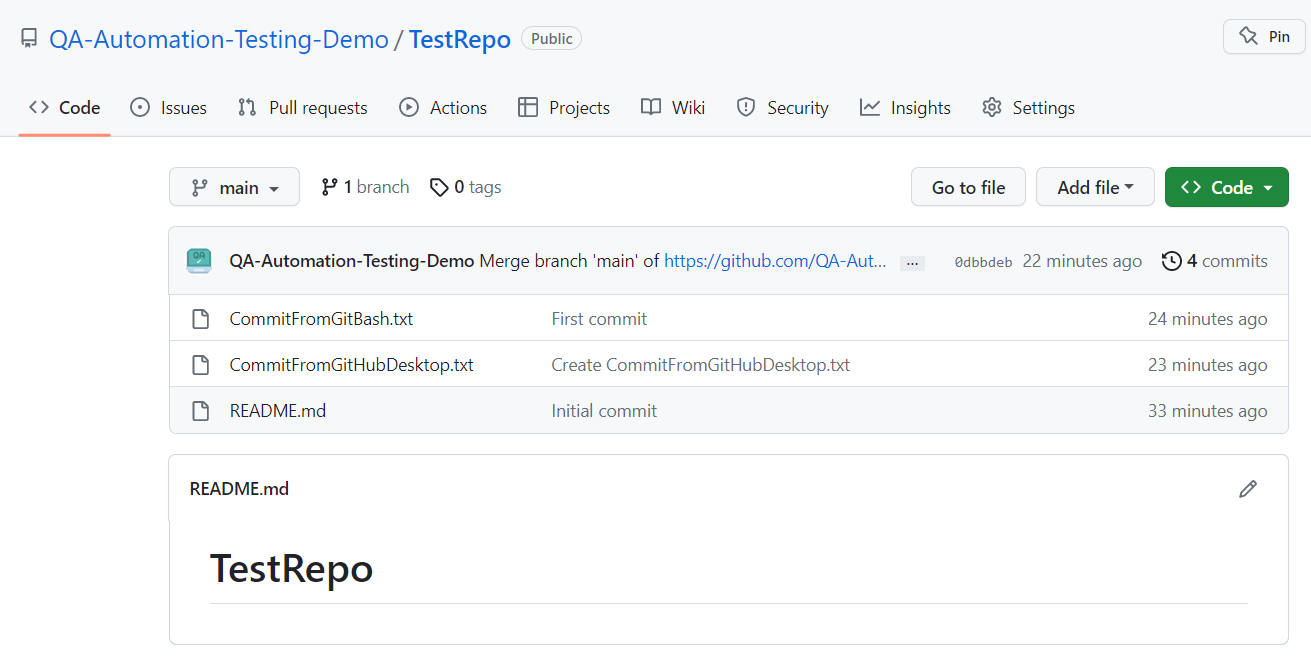 QA-Automation-Testing-Demo / TestRepo Public Pin
Code Issues Pull requests Actions Projects Wiki Security Insights Settings
main 1 branch 0 tags Go to file Add file Code
QA
QA-Automation-Testing-Demo Merge branch 'main' of https://github.com/QA-Aut... ... 0dbbdeb 22 minutes ago 4 commits
CommitFromGitBash.txt First commit 24 minutes ago
CommitFromGitHubDesktop.txt Create CommitFromGitHubDesktop.txt 23 minutes ago
README.md Initial commit 33 minutes ago
README.md
TestRepo